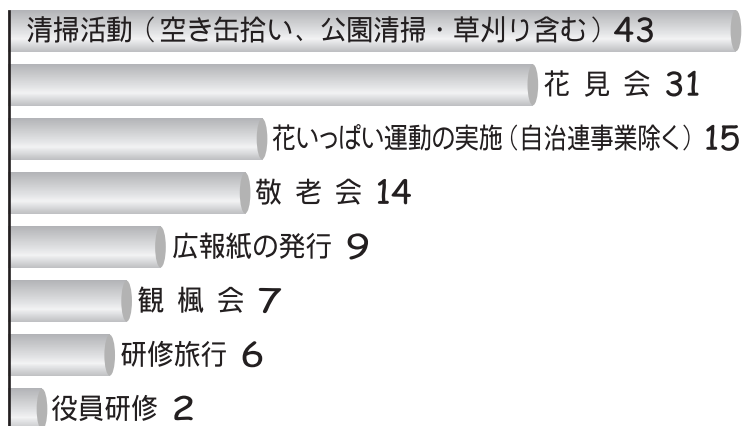 清掃活動（空き缶拾い、公園清掃・草刈り含む）43
花見会 31
花いっぱい運動の実施（自治連事業除く）15
敬老会 14
広報紙の発行 9
観楓会 7
研修旅行 6
役員研修 2